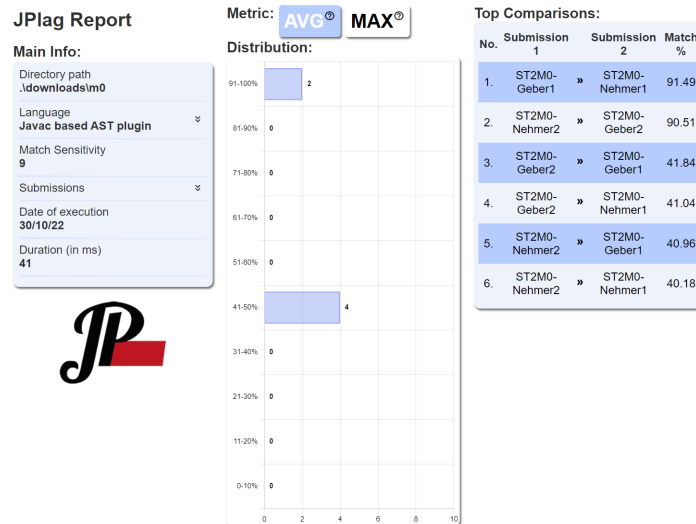 JPlag Report
Main Info:
Directory path
.\downloads\m0
Language
Javac based AST plugin
Match Sensitivity
9
Submissions
Date of execution
30/10/22
Duration (in ms)
41
JP
Metric: AVG? MAX?
Distribution:
91-100% 2
81-90% 0
71-80% 0
61-70% 0
51-60% 0
41-50% 4
31-40% 0
21-30% 0
11-20% 0
0-10% 0
0 2 4 6 8 10
Top Comparisons:
No. Submission 1 Submission 2 Match %
1. ST2M0-Geber1 » ST2M0-Nehmer1 91.49
2. ST2M0-Nehmer2 » ST2M0-Geber2 90.51
3. ST2M0-Geber2 » ST2M0-Geber1 41.84
4. ST2M0-Geber2 » ST2M0-Nehmer1 41.04
5. ST2M0-Nehmer2 » ST2M0-Geber1 40.96
6. ST2M0-Nehmer2 » ST2M0-Nehmer1 40.18